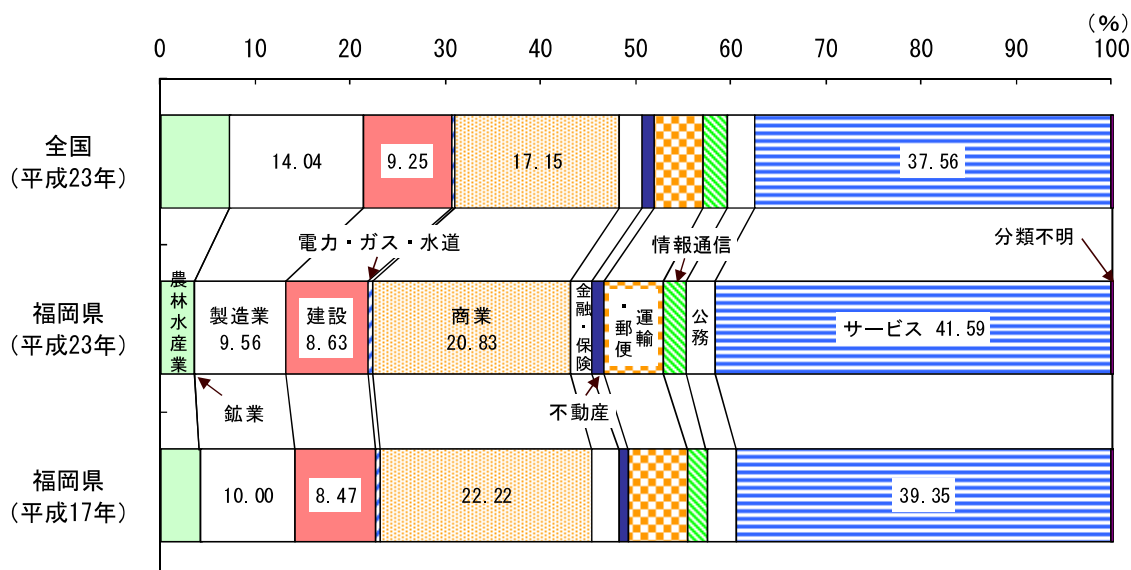 (%)
0 10 20 30 40 50 60 70 80 90 100
全国
(平成23年)
14.04
9.25
17.15
37.56
電力・ガス・水道
情報通信
分類不明
福岡県
(平成23年)
農林水産業
製造業
9.56
建設
8.63
商業
20.83
金融・保険
運輸
・郵便
公務
サービス 41.59
鉱業
不動産
福岡県
(平成17年)
10.00
8.47
22.22
39.35